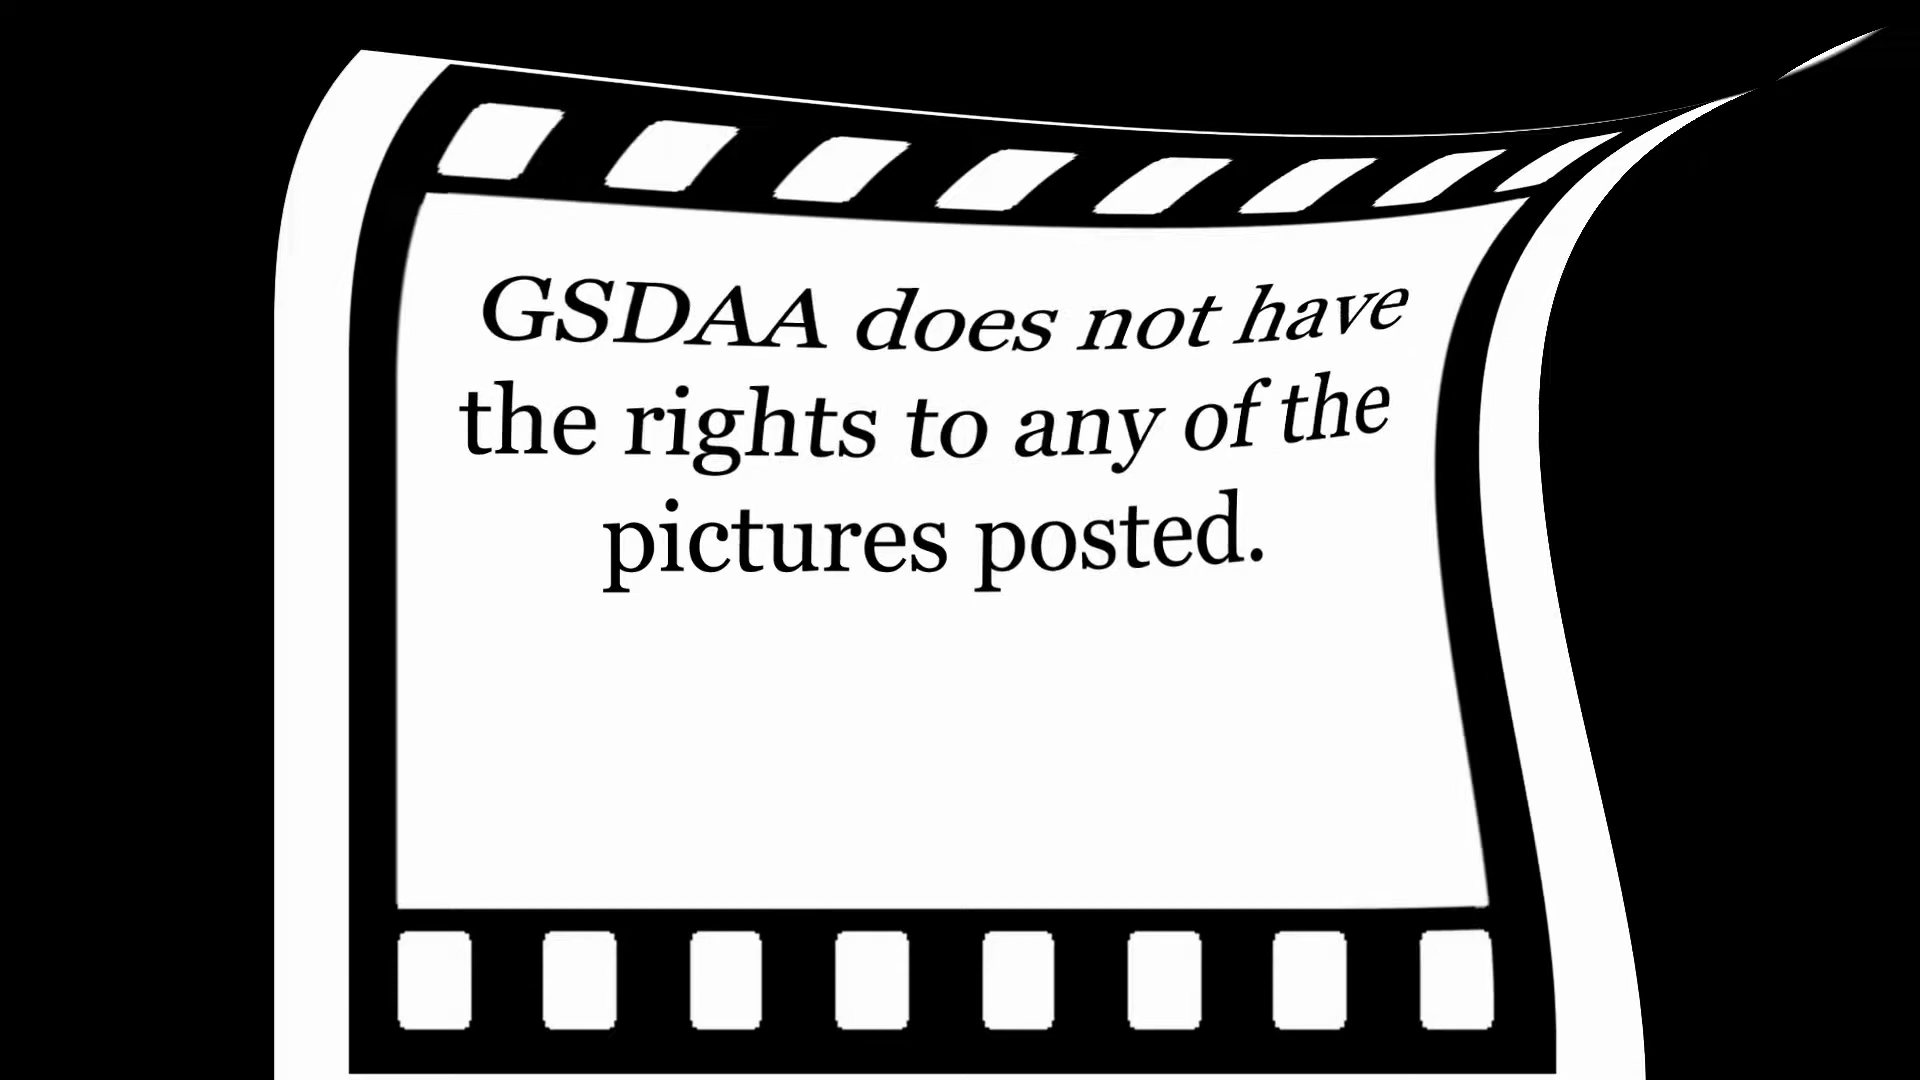 GSDAA does not have
the rights to any of the
pictures posted.